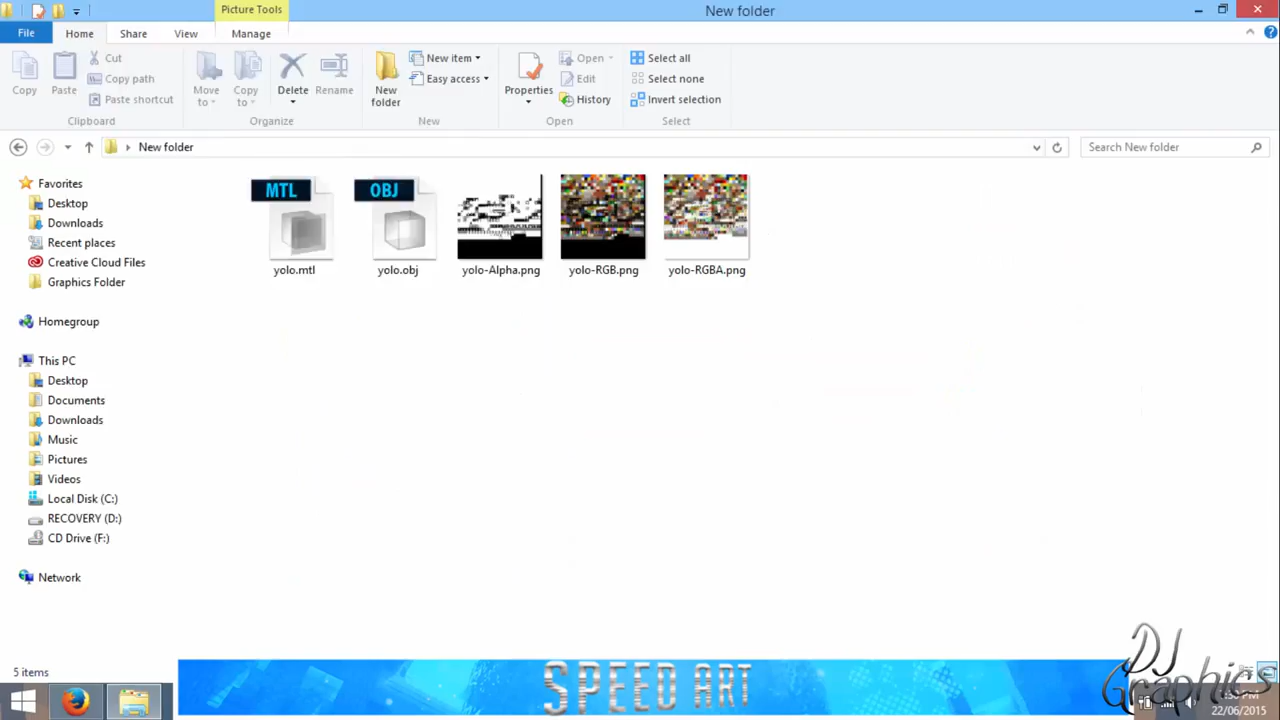 Picture Tools
New folder
File
Home
Share
View
Manage
Copy
Paste
Cut
Copy path
Paste shortcut
Clipboard
Move to
Copy to
Delete
Rename
Organize
New folder
New item
Easy access
New
Properties
Open
Edit
History
Open
Select all
Select none
Invert selection
Select
New folder
Search New folder
Favorites
Desktop
Downloads
Recent places
Creative Cloud Files
Graphics Folder
Homegroup
This PC
Desktop
Documents
Downloads
Music
Pictures
Videos
Local Disk (C:)
RECOVERY (D:)
CD Drive (F:)
Network
MTL
yolo.mtl
OBJ
yolo.obj
yolo-Alpha.png
yolo-RGB.png
yolo-RGBA.png
5 items
SPEED ART
DJ
Graphics
22/06/2015